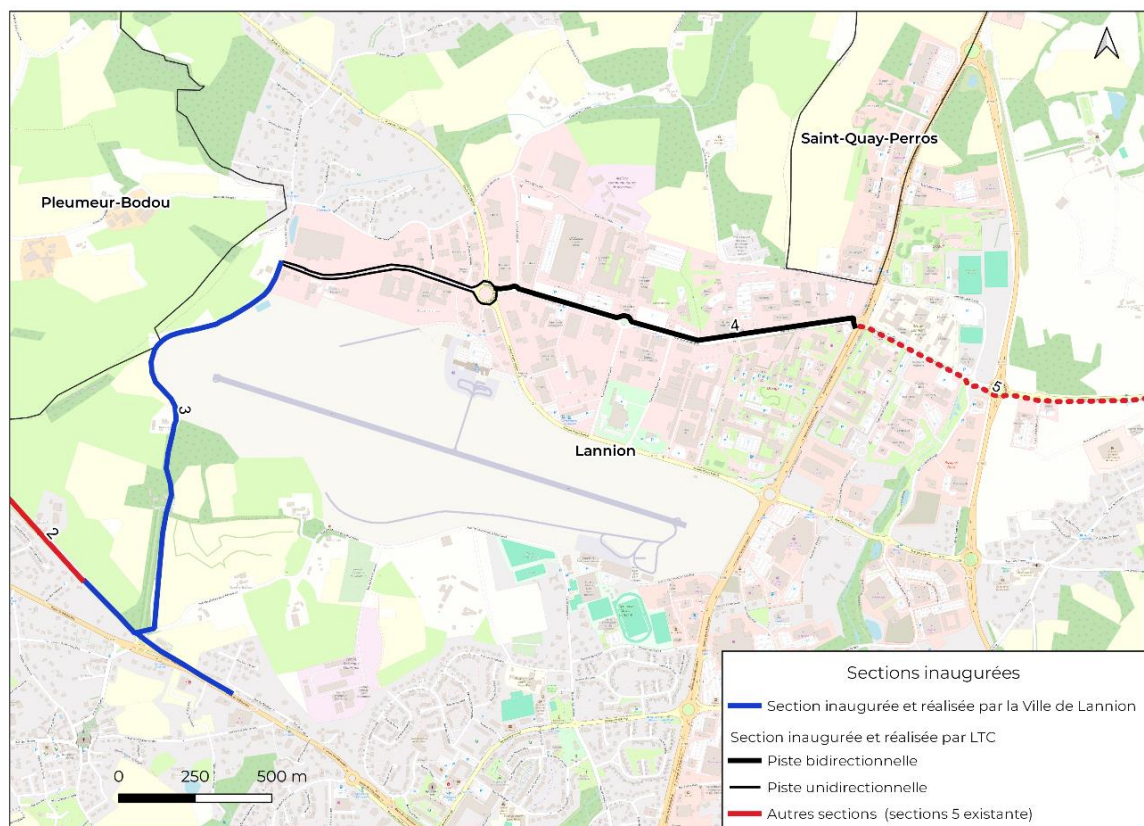 Saint-Quay-Perros
Pleumeur-Bodou
4
3
5
Lannion
2
Sections inaugurées
Section inaugurée et réalisée par la Ville de Lannion
Section inaugurée et réalisée par LTC
Piste bidirectionnelle
Piste unidirectionnelle
Autres sections (sections 5 existante)
0 250 500 m